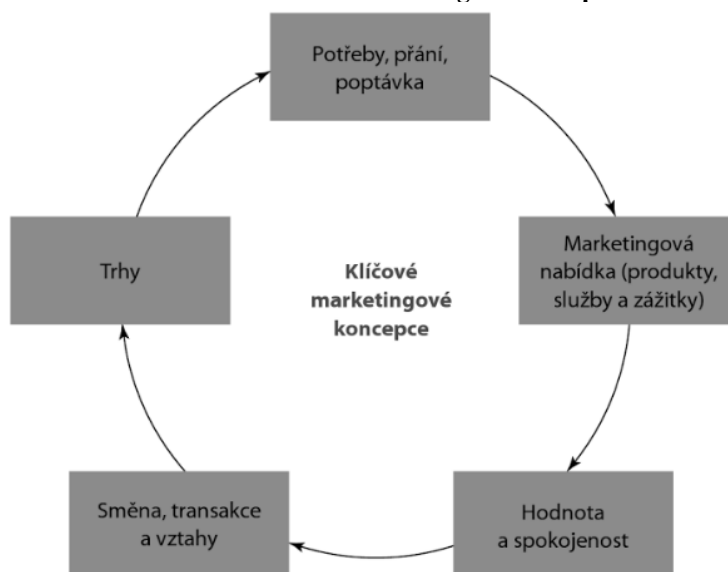 Potřeby, přání,
poptávka
Marketingová
nabídka (produkty,
služby a zážitky)
Hodnota
a spokojenost
Směna, transakce
a vztahy
Trhy
Klíčové
marketingové
koncepce